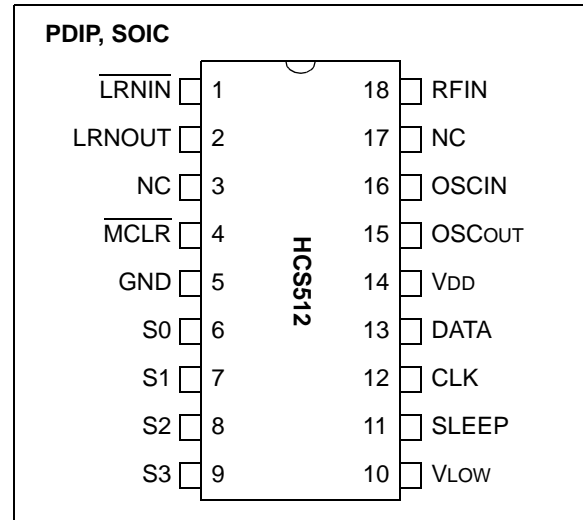 PDIP, SOIC
LRNIN 1 18 RFIN
LRNOUT 2 17 NC
NC 3 16 OSCIN
MCLR 4 15 OSCOUT
GND 5 14 VDD
S0 6 13 DATA
S1 7 12 CLK
S2 8 11 SLEEP
S3 9 10 VLOW
HCS512